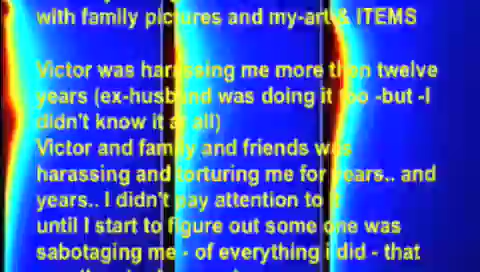 with family pictures and my-art & ITEMS
Victor was harassing me more then twelve
years (ex-husband was doing it too -but -I
didn't know it at all)
Victor and family and friends was
harassing and torturing me for years.. and
years.. I didn't pay attention to it
until I start to figure out some one was
sabotaging me - of everything i did - that